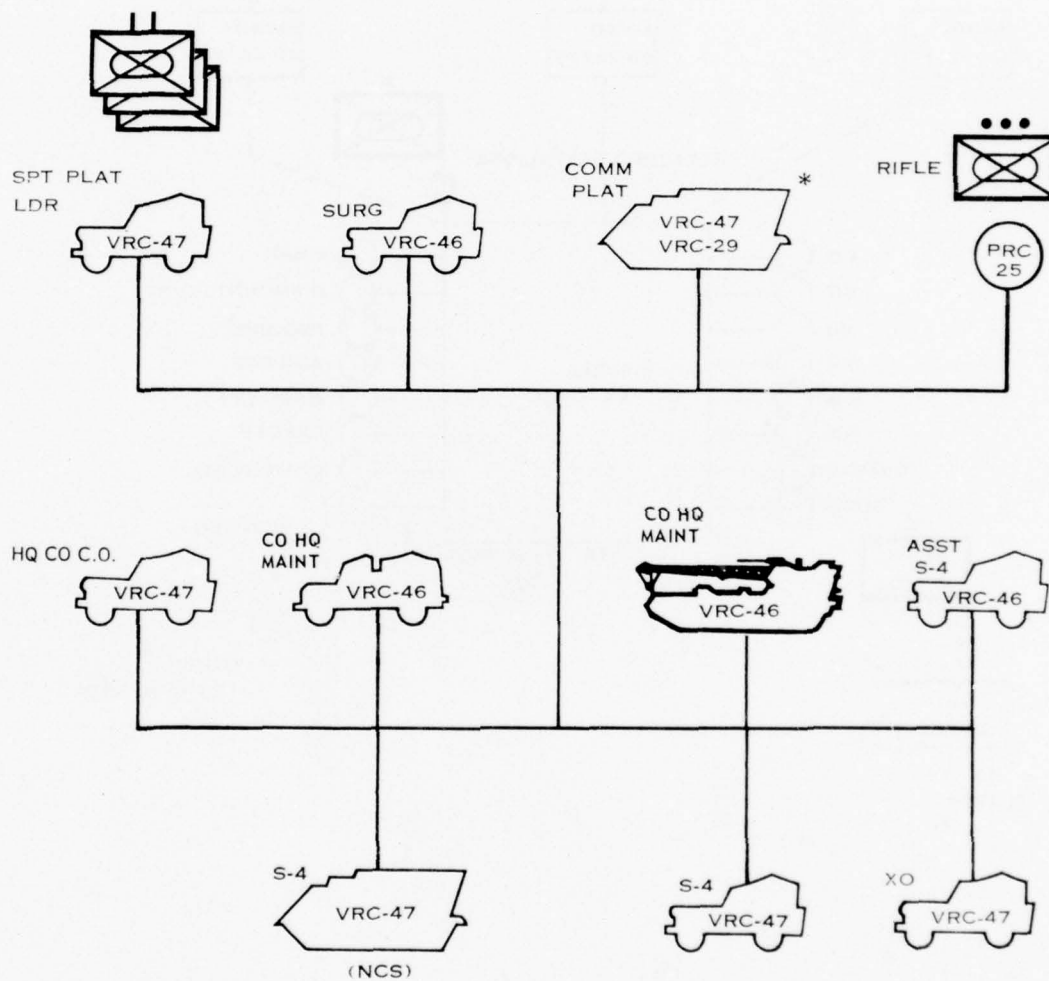 SPT PLAT
LDR
VRC-47
SURG
VRC-46
COMM
PLAT
*
VRC-47
VRC-29
RIFLE
PRC
25
HQ CO C.O.
VRC-47
CO HQ
MAINT
VRC-46
CO HQ
MAINT
VRC-46
ASST
S-4
VRC-46
S-4
VRC-47
(NCS)
S-4
VRC-47
XO
VRC-47